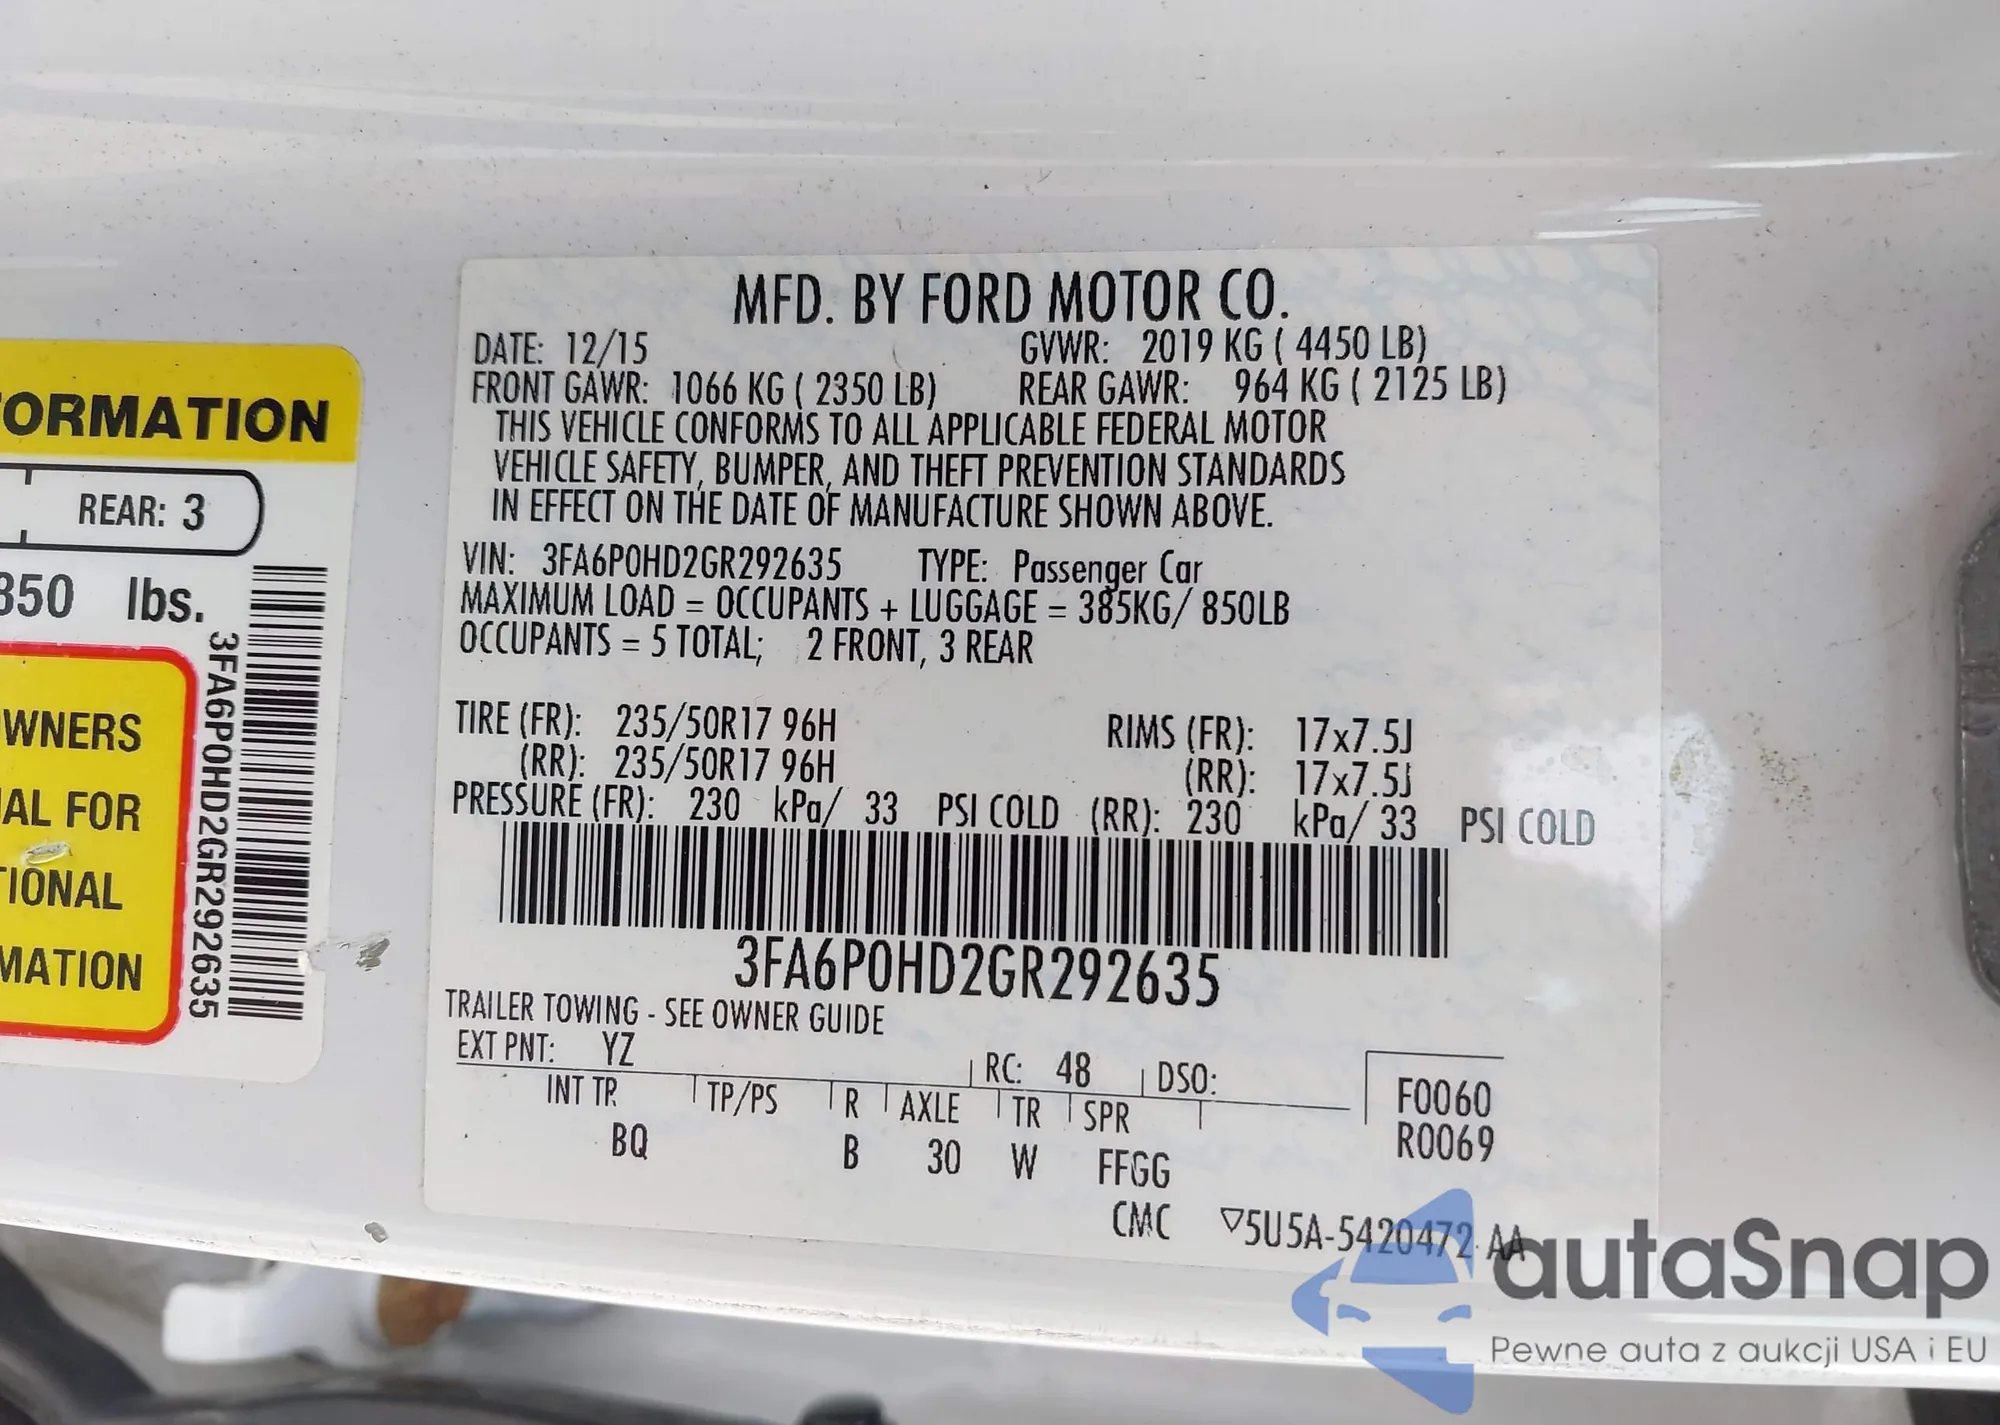 ORMATION
REAR: 3
850 lbs.
WNERS
AL FOR
TIONAL
MATION
3FA6P0HD2GR292635
MFD. BY FORD MOTOR CO.
DATE: 12/15 GVWR: 2019 KG ( 4450 LB)
FRONT GAWR: 1066 KG ( 2350 LB) REAR GAWR: 964 KG ( 2125 LB)
THIS VEHICLE CONFORMS TO ALL APPLICABLE FEDERAL MOTOR
VEHICLE SAFETY, BUMPER, AND THEFT PREVENTION STANDARDS
IN EFFECT ON THE DATE OF MANUFACTURE SHOWN ABOVE.
VIN: 3FA6P0HD2GR292635 TYPE: Passenger Car
MAXIMUM LOAD = OCCUPANTS + LUGGAGE = 385KG/ 850LB
OCCUPANTS = 5 TOTAL; 2 FRONT, 3 REAR
TIRE (FR): 235/50R17 96H RIMS (FR): 17x7.5J
(RR): 235/50R17 96H (RR): 17x7.5J
PRESSURE (FR): 230 kPa/ 33 PSI COLD (RR): 230 kPa/ 33 PSI COLD
3FA6P0HD2GR292635
TRAILER TOWING - SEE OWNER GUIDE
EXT PNT: YZ RC: 48 DSO:
INT TR TP/PS R AXLE TR SPR
BQ B 30 W FFGG
F0060
R0069
CMC ▽5U5A-5420472 AA
autaSnap
Pewne auta z aukcji USA i EU